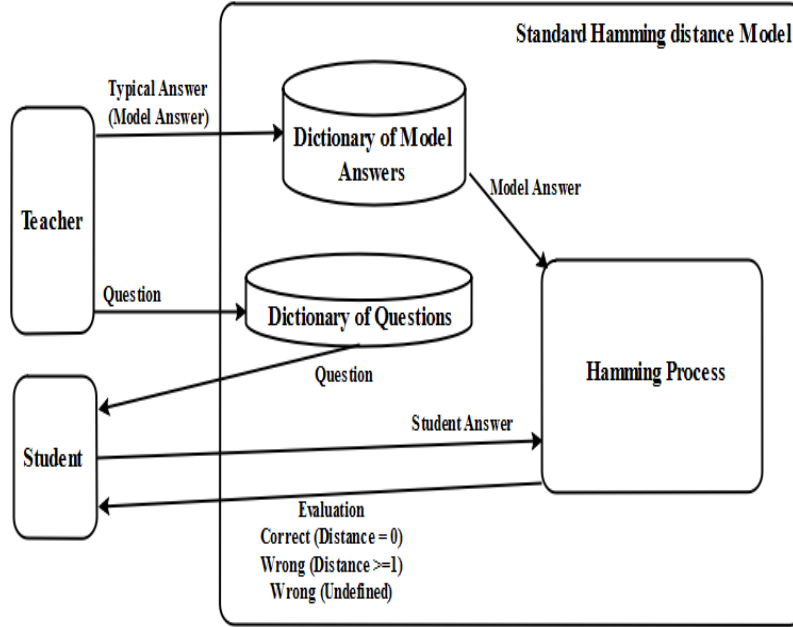 Standard Hamming distance Model
Typical Answer
(Model Answer)
Dictionary of Model
Answers
Model Answer
Teacher
Question
Dictionary of Questions
Question
Hamming Process
Student Answer
Student
Evaluation
Correct (Distance = 0)
Wrong (Distance >=1)
Wrong (Undefined)